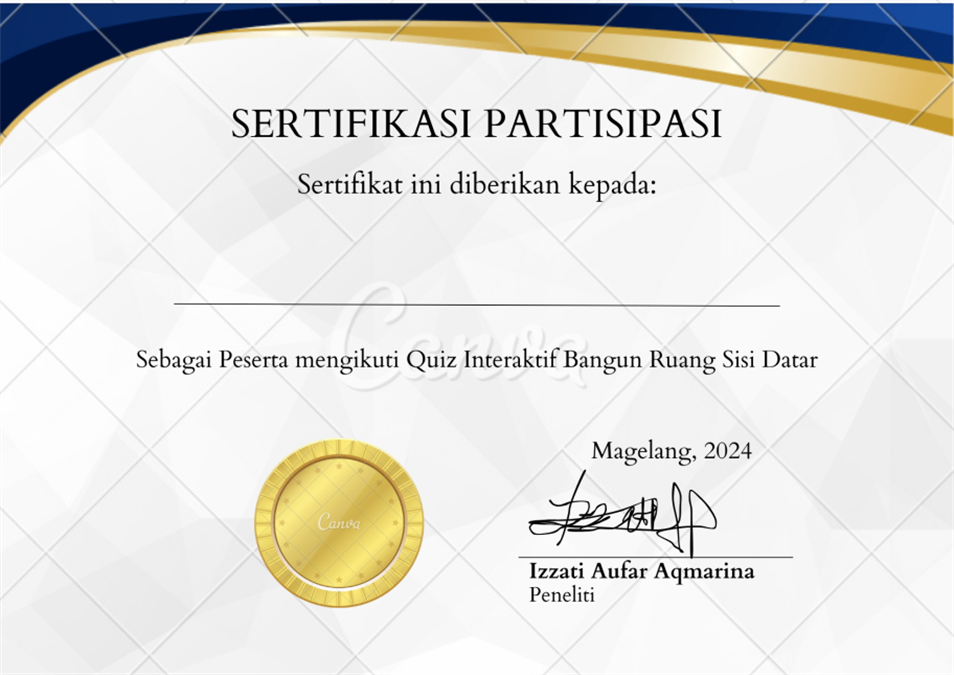 SERTIFIKASI PARTISIPASI
Sertifikat ini diberikan kepada:
Canva
Sebagai Peserta mengikuti Quiz Interaktif Bangun Ruang Sisi Datar
Magelang, 2024
Canva
Izzati Aufar Aqmarina
Peneliti